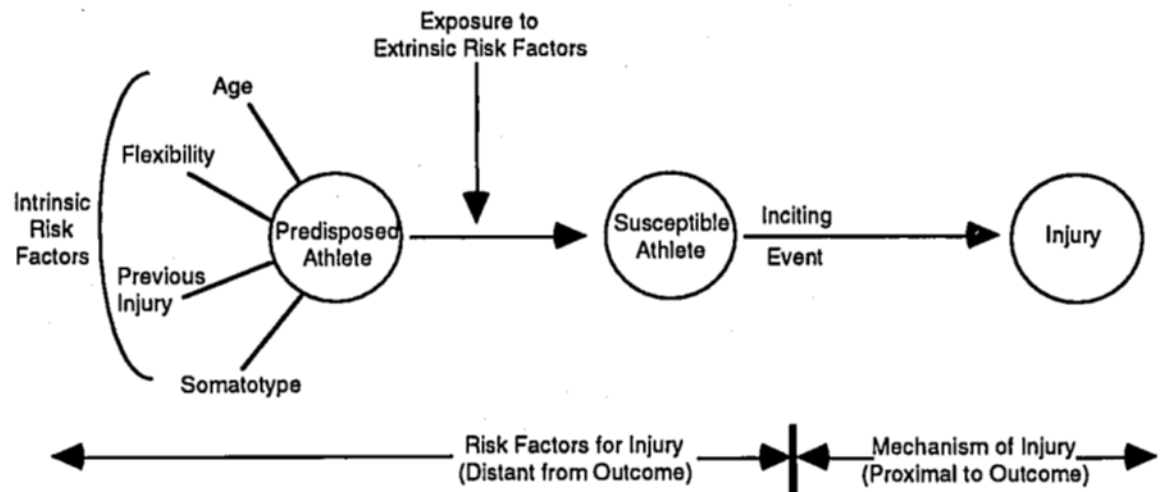 Exposure to
Extrinsic Risk Factors
Age
Flexibility
Intrinsic
Risk
Factors
Predisposed
Athlete
Previous
Injury
Somatotype
Susceptible
Athlete
Inciting
Event
Injury
Risk Factors for Injury
(Distant from Outcome)
Mechanism of Injury
(Proximal to Outcome)